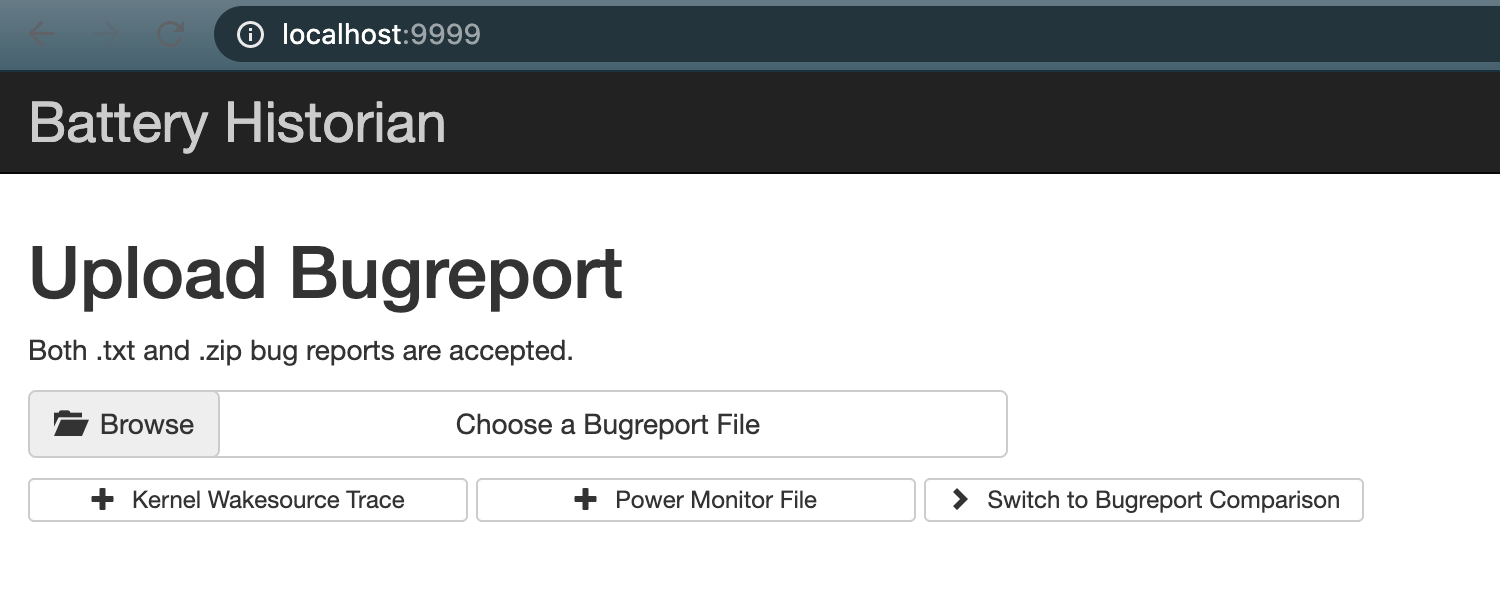 localhost:9999
Battery Historian
Upload Bugreport
Both .txt and .zip bug reports are accepted.
Browse Choose a Bugreport File
Kernel Wakesource Trace Power Monitor File Switch to Bugreport Comparison